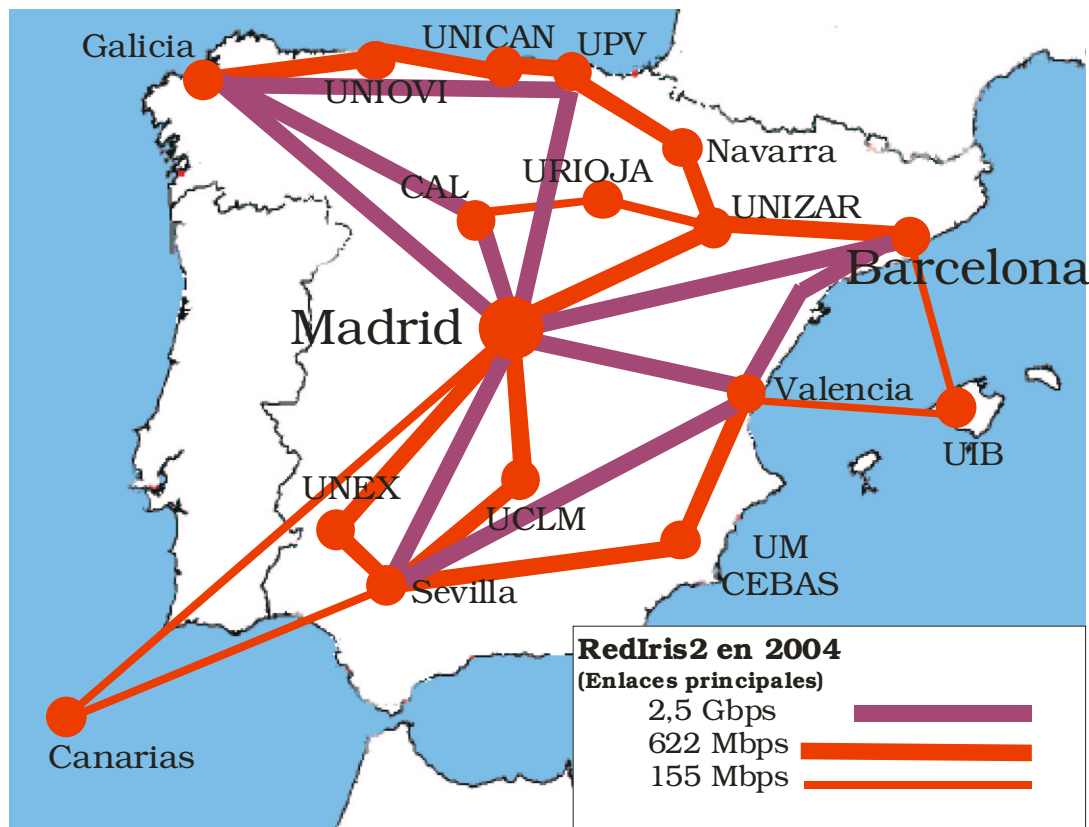 Galicia
UNICAN
UPV
UNIOVI
Navarra
URIOJA
CAL
UNIZAR
Barcelona
Madrid
Valencia
UIB
UNEX
UCLM
UM
CEBAS
Sevilla
Canarias
RedIris2 en 2004
(Enlaces principales)
2,5 Gbps
622 Mbps
155 Mbps